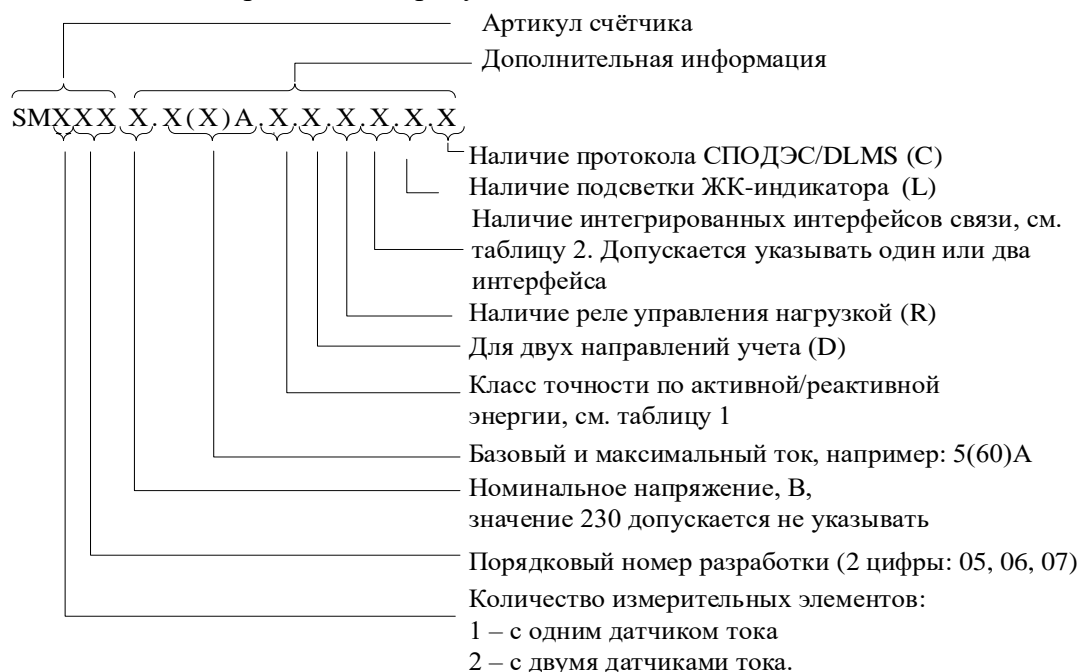 Артикул счётчика
Дополнительная информация
SMXXX X.X(X)A.X.X.X.X.X.X
Наличие протокола СПОДЭС/DLMS (C)
Наличие подсветки ЖК-индикатора (L)
Наличие интегрированных интерфейсов связи, см.
таблицу 2. Допускается указывать один или два
интерфейса
Наличие реле управления нагрузкой (R)
Для двух направлений учета (D)
Класс точности по активной/реактивной
энергии, см. таблицу 1
Базовый и максимальный ток, например: 5(60)А
Номинальное напряжение, В,
значение 230 допускается не указывать
Порядковый номер разработки (2 цифры: 05, 06, 07)
Количество измерительных элементов:
1 – с одним датчиком тока
2 – с двумя датчиками тока.